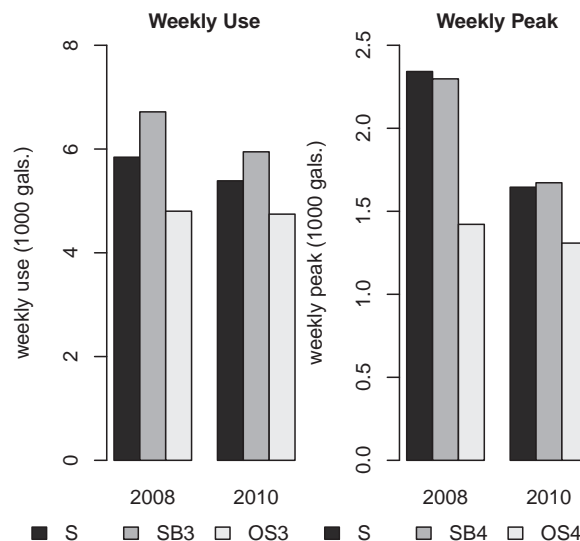 Weekly Use
Weekly Peak
weekly use (1000 gals.)
0 2 4 6 8
2008 2010
S SB3 OS3
weekly peak (1000 gals.)
0.0 0.5 1.0 1.5 2.0 2.5
2008 2010
S SB4 OS4